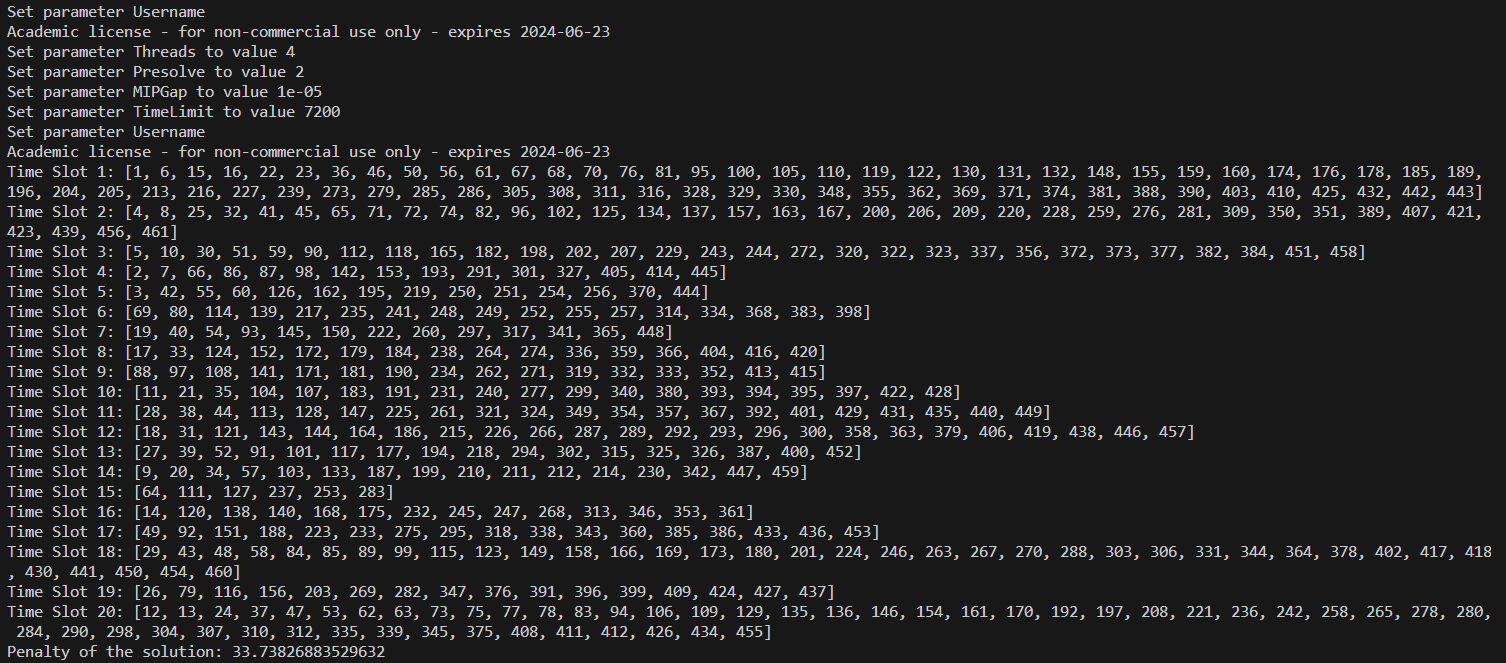 Set parameter Username
Academic license - for non-commercial use only - expires 2024-06-23
Set parameter Threads to value 4
Set parameter Presolve to value 2
Set parameter MIPGap to value 1e-05
Set parameter TimeLimit to value 7200
Set parameter Username
Academic license - for non-commercial use only - expires 2024-06-23
Time Slot 1: [1, 6, 15, 16, 22, 23, 36, 46, 50, 56, 61, 67, 68, 70, 76, 81, 95, 100, 105, 110, 119, 122, 130, 131, 132, 148, 155, 159, 160, 174, 176, 178, 185, 189,
196, 204, 205, 213, 216, 227, 239, 273, 279, 285, 286, 305, 308, 311, 316, 328, 329, 330, 348, 355, 362, 369, 371, 374, 381, 388, 390, 403, 410, 425, 432, 442, 443]
Time Slot 2: [4, 8, 25, 32, 41, 45, 65, 71, 72, 74, 82, 96, 102, 125, 134, 137, 157, 163, 167, 200, 206, 209, 220, 228, 259, 276, 281, 309, 350, 351, 389, 407, 421,
423, 439, 456, 461]
Time Slot 3: [5, 10, 30, 51, 59, 90, 112, 118, 165, 182, 198, 202, 207, 229, 243, 244, 272, 320, 322, 323, 337, 356, 372, 373, 377, 382, 384, 451, 458]
Time Slot 4: [2, 7, 66, 86, 87, 98, 142, 153, 193, 291, 301, 327, 405, 414, 445]
Time Slot 5: [3, 42, 55, 60, 126, 162, 195, 219, 250, 251, 254, 256, 370, 444]
Time Slot 6: [69, 80, 114, 139, 217, 235, 241, 248, 249, 252, 255, 257, 314, 334, 368, 383, 398]
Time Slot 7: [19, 40, 54, 93, 145, 150, 222, 260, 297, 317, 341, 365, 448]
Time Slot 8: [17, 33, 124, 152, 172, 179, 184, 238, 264, 274, 336, 359, 366, 404, 416, 420]
Time Slot 9: [88, 97, 108, 141, 171, 181, 190, 234, 262, 271, 319, 332, 333, 352, 413, 415]
Time Slot 10: [11, 21, 35, 104, 107, 183, 191, 231, 240, 277, 299, 340, 380, 393, 394, 395, 397, 422, 428]
Time Slot 11: [28, 38, 44, 113, 128, 147, 225, 261, 321, 324, 349, 354, 357, 367, 392, 401, 429, 431, 435, 440, 449]
Time Slot 12: [18, 31, 121, 143, 144, 164, 186, 215, 226, 266, 287, 289, 292, 293, 296, 300, 358, 363, 379, 406, 419, 438, 446, 457]
Time Slot 13: [27, 39, 52, 91, 101, 117, 177, 194, 218, 294, 302, 315, 325, 326, 387, 400, 452]
Time Slot 14: [9, 20, 34, 57, 103, 133, 187, 199, 210, 211, 212, 214, 230, 342, 447, 459]
Time Slot 15: [64, 111, 127, 237, 253, 283]
Time Slot 16: [14, 120, 138, 140, 168, 175, 232, 245, 247, 268, 313, 346, 353, 361]
Time Slot 17: [49, 92, 151, 188, 223, 233, 275, 295, 318, 338, 343, 360, 385, 386, 433, 436, 453]
Time Slot 18: [29, 43, 48, 58, 84, 85, 89, 99, 115, 123, 149, 158, 166, 169, 173, 180, 201, 224, 246, 263, 267, 270, 288, 303, 306, 331, 344, 364, 378, 402, 417, 418
, 430, 441, 450, 454, 460]
Time Slot 19: [26, 79, 116, 156, 203, 269, 282, 347, 376, 391, 396, 399, 409, 424, 427, 437]
Time Slot 20: [12, 13, 24, 37, 47, 53, 62, 63, 73, 75, 77, 78, 83, 94, 106, 109, 129, 135, 136, 146, 154, 161, 170, 192, 197, 208, 221, 236, 242, 258, 265, 278, 280,
284, 290, 298, 304, 307, 310, 312, 335, 339, 345, 375, 408, 411, 412, 426, 434, 455]
Penalty of the solution: 33.73826883529632